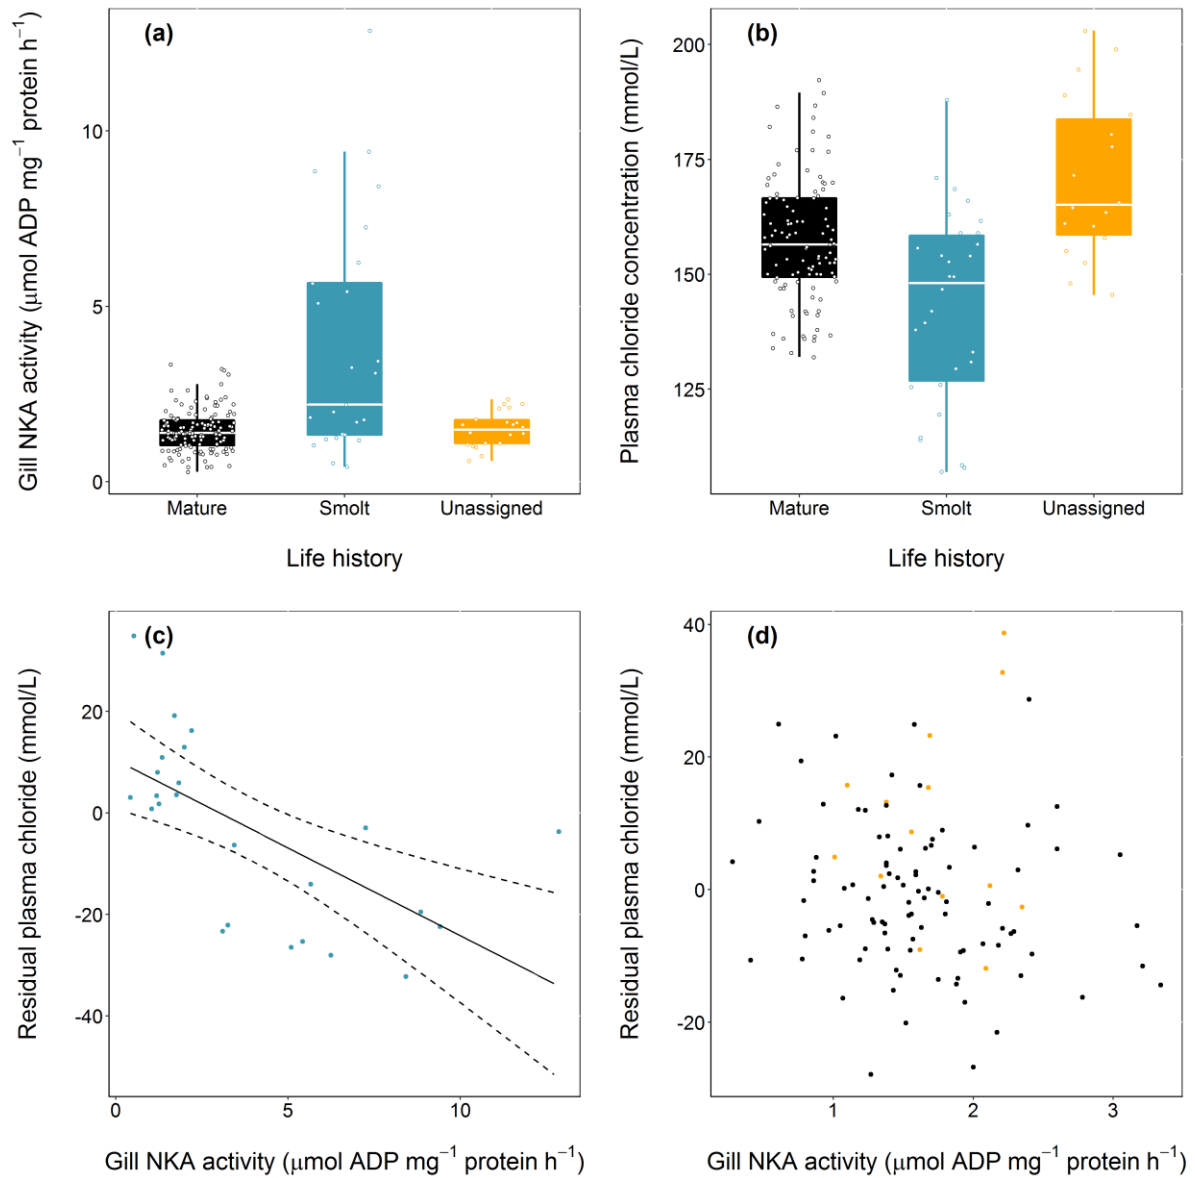 (a)
Gill NKA activity (μmol ADP mg⁻¹ protein h⁻¹)
10
5
0
Mature Smolt Unassigned
Life history
(b)
Plasma chloride concentration (mmol/L)
200
175
150
125
Mature Smolt Unassigned
Life history
(c)
Residual plasma chloride (mmol/L)
20
0
-20
-40
0 5 10
Gill NKA activity (μmol ADP mg⁻¹ protein h⁻¹)
(d)
Residual plasma chloride (mmol/L)
40
20
0
-20
1 2 3
Gill NKA activity (μmol ADP mg⁻¹ protein h⁻¹)